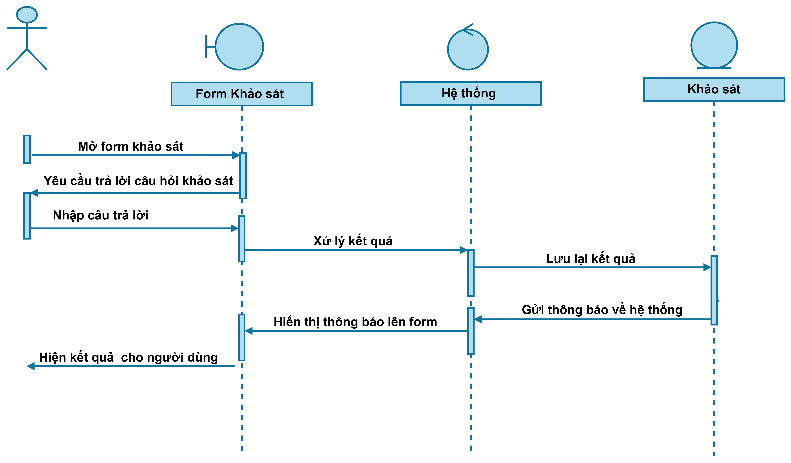 Form Khảo sát
Hệ thống
Khảo sát
Mở form khảo sát
Yêu cầu trả lời câu hỏi khảo sát
Nhập câu trả lời
Xử lý kết quả
Lưu lại kết quả
Gửi thông báo về hệ thống
Hiển thị thông báo lên form
Hiện kết quả cho người dùng